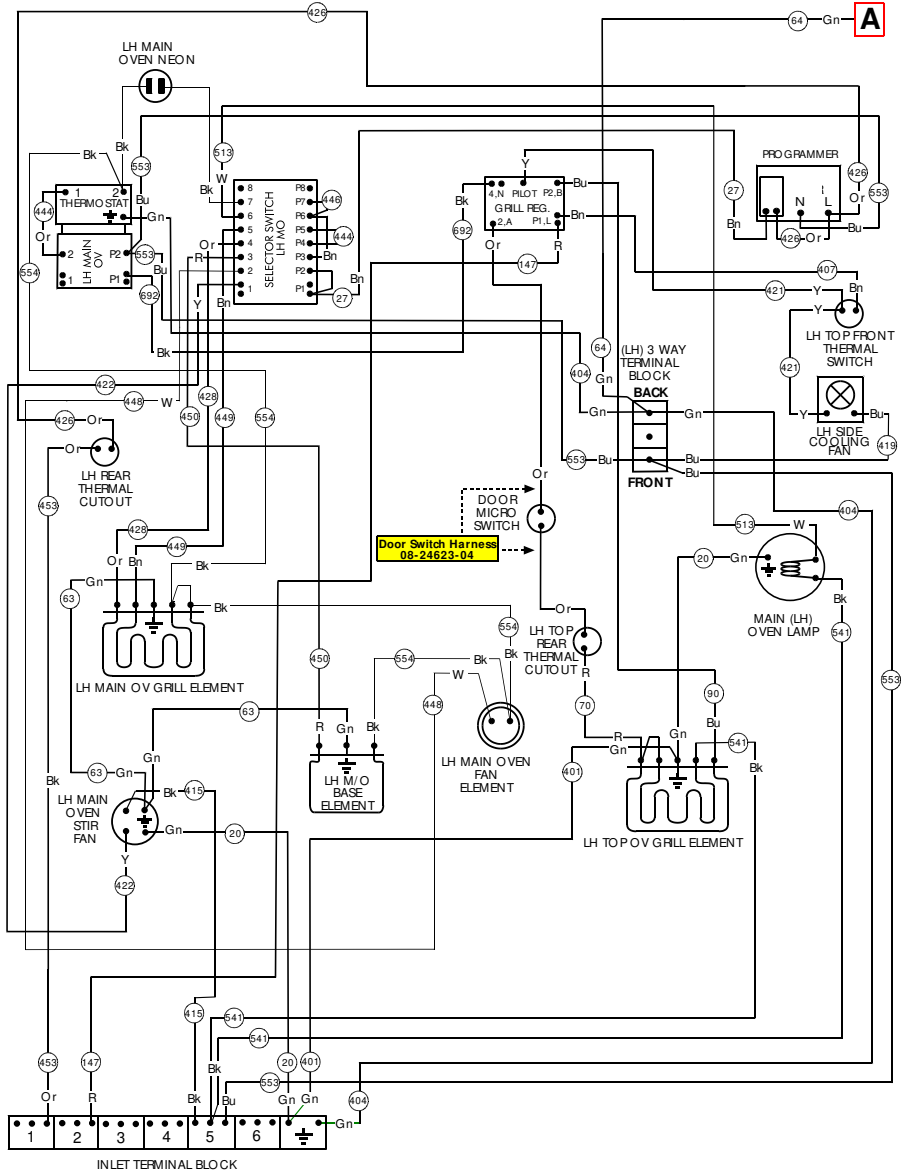 426
64 Gn A
LH MAIN
OVEN NEON
Bk
Bk
553
513
W
Bk
PROGRAMMER
N L
426
Or
553
Bu
27
Bn
426 Or
1 2
THERMOSTAT
Gn
444
Or
Bu
LH MAIN
OV
2
1
P2
P1
553
Bu
692
554
8
7
6
5
4
3
2
1
SELECTOR SWITCH
LH MO
P8
P7
P6
P5
P4
P3
P2
P1
446
444
Bn
27
Bn
Or
R
Y
Bn
Y
4,N PILOT P2,B
GRILL REG.
2,A P1,L
Bu
Bn
Bk
692
Or
R
147
407
Bn
421 Y
Y
LH TOP FRONT
THERMAL
SWITCH
421
Y
Bu
LH SIDE
COOLING
FAN
419
Bk
64
Gn
404
(LH) 3 WAY
TERMINAL
BLOCK
BACK
Gn
Gn
553 Bu
Bu
Bu
FRONT
422
448 W
428
450
449
554
426 Or
Or
LH REAR
THERMAL
CUTOUT
453
Or
DOOR
MICRO
SWITCH
Door Switch Harness
08-24623-04
404
513 W
20 Gn
Bk
MAIN (LH)
OVEN LAMP
541
428
449
Or Bn
Bk
Gn
63
Bk
LH MAIN OV GRILL ELEMENT
554
Bk
Or
LH TOP
REAR
THERMAL
CUTOUT
R
70
450
554
Bk
W
448
553
90
Bu
63
R Gn Bk
LH M/O
BASE
ELEMENT
LH MAIN OVEN
FAN
ELEMENT
R
Gn
Gn
541
Bk
401
LH TOP OV GRILL ELEMENT
Bk
Gn
63 Gn
Bk 415
LH MAIN
OVEN
STIR
FAN
Gn
20
Y
422
415
541
541
Bk
453
147
20
401
553
Or
R
Bk
Bu
Gn
Gn
404
Gn
1 2 3 4 5 6
INLET TERMINAL BLOCK